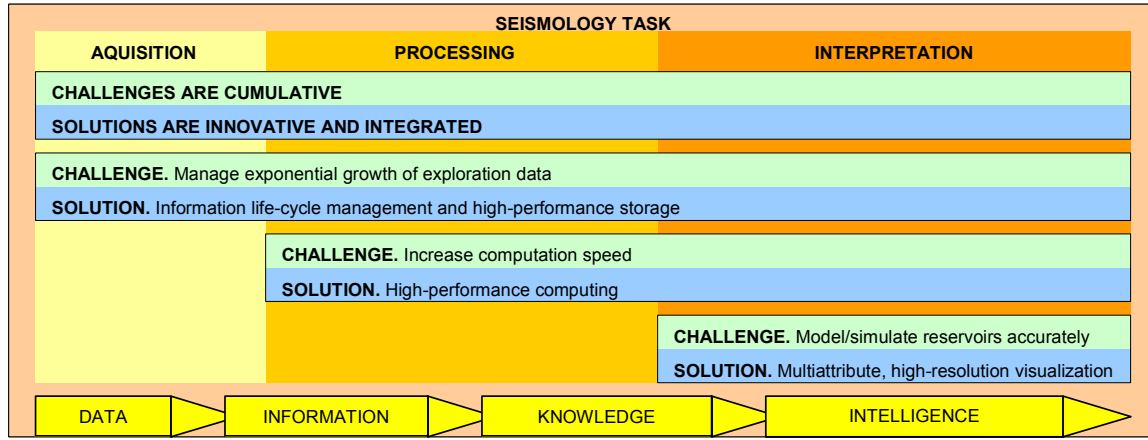 SEISMOLOGY TASK
AQUISITION PROCESSING INTERPRETATION
CHALLENGES ARE CUMULATIVE
SOLUTIONS ARE INNOVATIVE AND INTEGRATED
CHALLENGE. Manage exponential growth of exploration data
SOLUTION. Information life-cycle management and high-performance storage
CHALLENGE. Increase computation speed
SOLUTION. High-performance computing
CHALLENGE. Model/simulate reservoirs accurately
SOLUTION. Multiattribute, high-resolution visualization
DATA INFORMATION KNOWLEDGE INTELLIGENCE